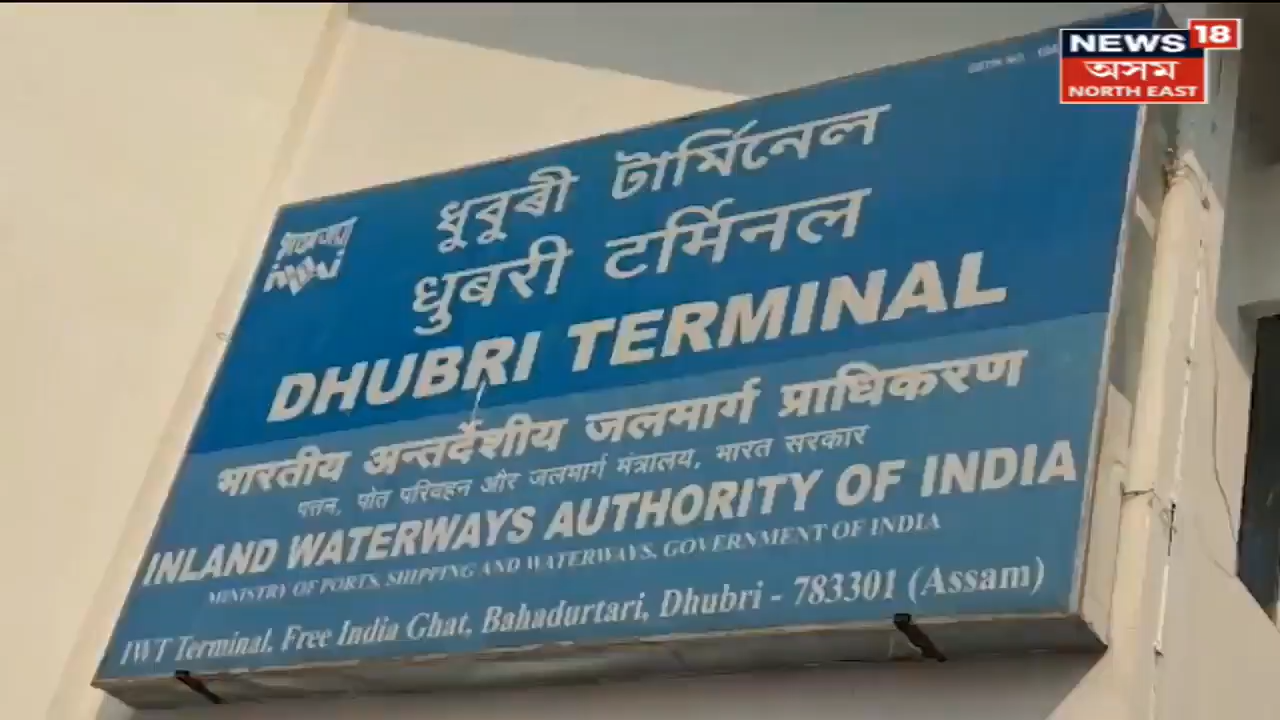 NEWS 18
অসম
NORTH EAST
ধুবুৰী টাৰ্মিনেল
धुबरी टर्मिनल
DHUBRI TERMINAL
भारतीय अन्तर्देशीय जलमार्ग प्राधिकरण
पत्तन, पोत परिवहन और जलमार्ग मंत्रालय, भारत सरकार
INLAND WATERWAYS AUTHORITY OF INDIA
MINISTRY OF PORTS, SHIPPING AND WATERWAYS, GOVERNMENT OF INDIA
IWT Terminal, Free India Ghat, Bahadurtari, Dhubri - 783301 (Assam)